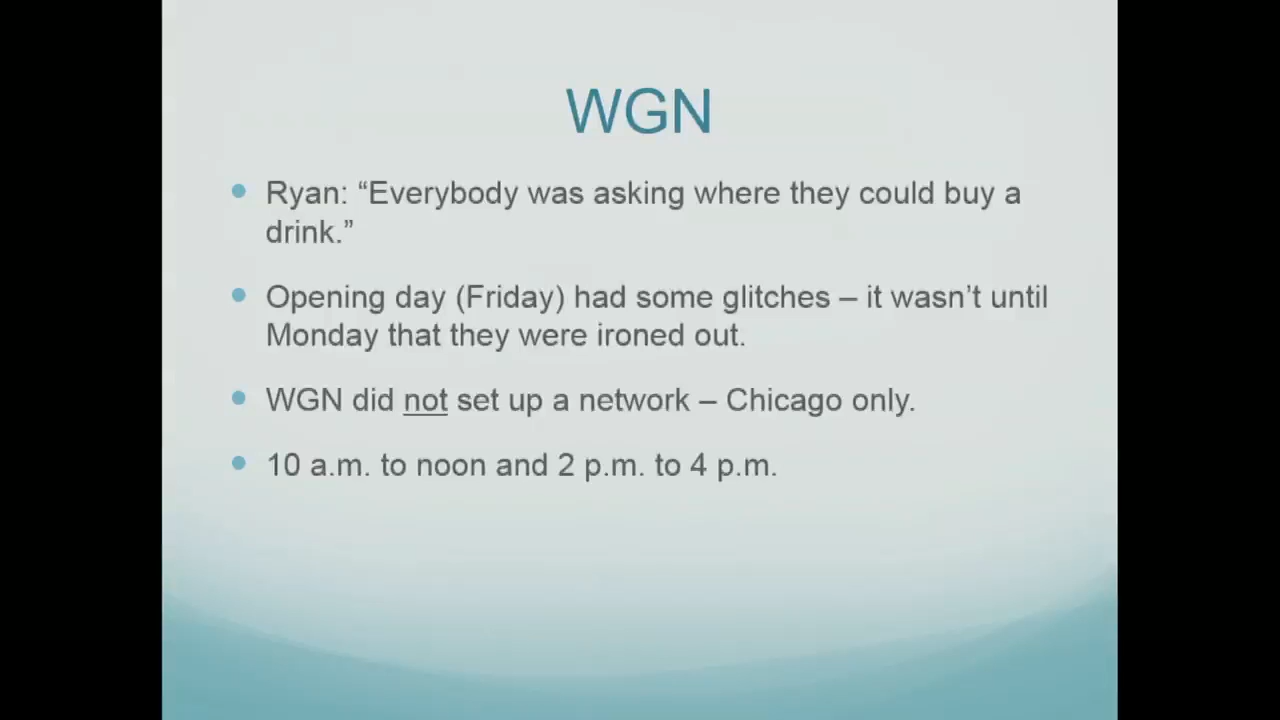 WGN
Ryan: “Everybody was asking where they could buy a
drink.”
Opening day (Friday) had some glitches – it wasn’t until
Monday that they were ironed out.
WGN did not set up a network – Chicago only.
10 a.m. to noon and 2 p.m. to 4 p.m.